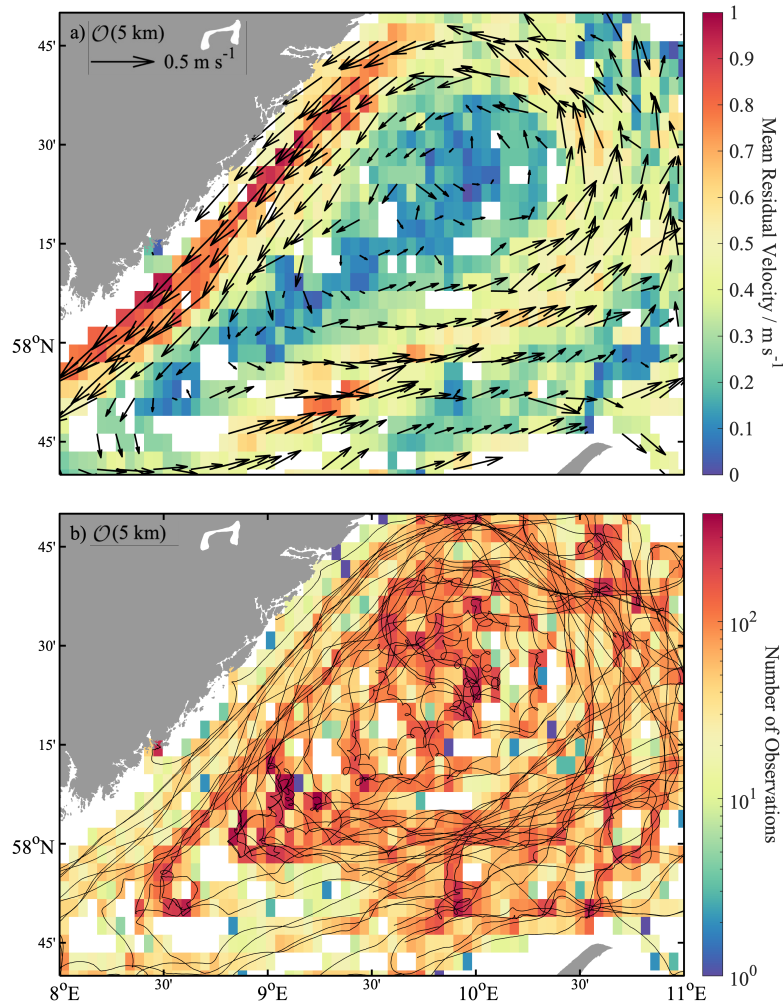 a) 𝒪(5 km)
0.5 m s⁻¹
45'
30'
15'
58°N
45'
1
0.9
0.8
0.7
0.6
0.5
0.4
0.3
0.2
0.1
0
Mean Residual Velocity / m s⁻¹
b) 𝒪(5 km)
45'
30'
15'
58°N
45'
8°E
30'
9°E
30'
10°E
30'
11°E
10²
10¹
10⁰
Number of Observations